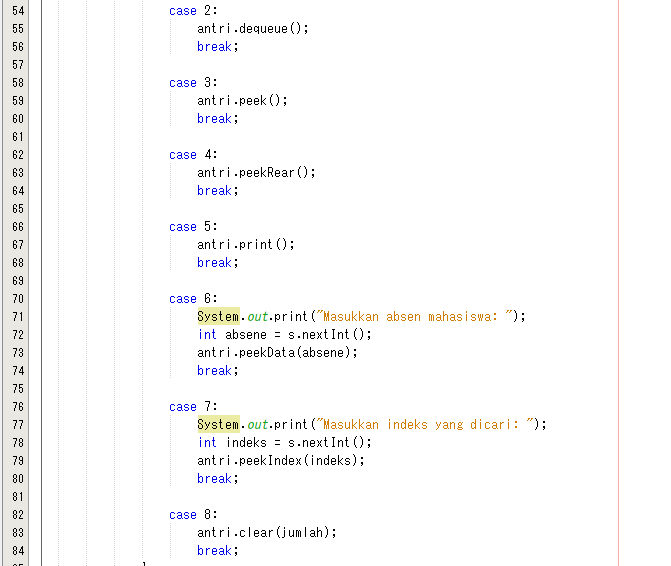 54 case 2:
55 antri.dequeue();
56 break;
57
58 case 3:
59 antri.peek();
60 break;
61
62 case 4:
63 antri.peekRear();
64 break;
65
66 case 5:
67 antri.print();
68 break;
69
70 case 6:
71 System.out.print("Masukkan absen mahasiswa: ");
72 int absene = s.nextInt();
73 antri.peekData(absene);
74 break;
75
76 case 7:
77 System.out.print("Masukkan indeks yang dicari: ");
78 int indeks = s.nextInt();
79 antri.peekIndex(indeks);
80 break;
81
82 case 8:
83 antri.clear(jumlah);
84 break;